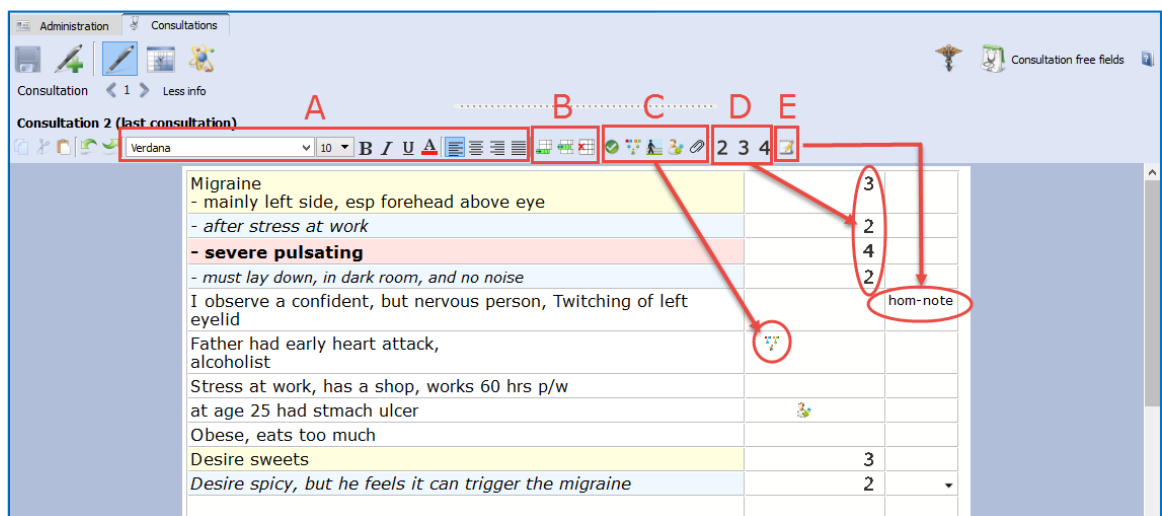 Administration Consultations
Consultation free fields
Consultation 1 Less info
A B C D E
Consultation 2 (last consultation)
Verdana 10 B I U A 2 3 4
Migraine 3
- mainly left side, esp forehead above eye
- after stress at work 2
- severe pulsating 4
- must lay down, in dark room, and no noise 2
I observe a confident, but nervous person, Twitching of left hom-note
eyelid
Father had early heart attack,
alcoholist
Stress at work, has a shop, works 60 hrs p/w
at age 25 had stmach ulcer
Obese, eats too much
Desire sweets 3
Desire spicy, but he feels it can trigger the migraine 2